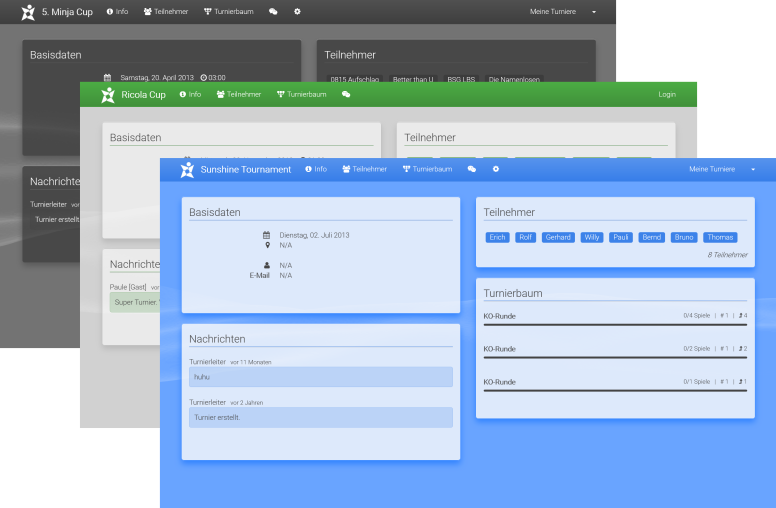 5. Minja Cup Info Teilnehmer Turnierbaum Meine Turniere
Basisdaten
Samstag, 20. April 2013 03:00
Teilnehmer
0815 Aufschlag Better than U BSG LBS Die Namenlosen
Nachrichte
Turnierleiter vor
Turnier erstellt
Ricola Cup Info Teilnehmer Turnierbaum Login
Basisdaten
Teilnehmer
Nachrichte
Paule [Gast] vor
Super Turnier.
Sunshine Tournament Info Teilnehmer Turnierbaum Meine Turniere
Basisdaten
Dienstag, 02. Juli 2013
N/A
N/A
E-Mail N/A
Nachrichten
Turnierleiter vor 11 Monaten
huhu
Turnierleiter vor 2 Jahren
Turnier erstellt.
Teilnehmer
Erich Rolf Gerhard Willy Pauli Bernd Bruno Thomas
8 Teilnehmer
Turnierbaum
KO-Runde 0/4 Spiele | # 1 | 4
KO-Runde 0/2 Spiele | # 1 | 2
KO-Runde 0/1 Spiele | # 1 | 1